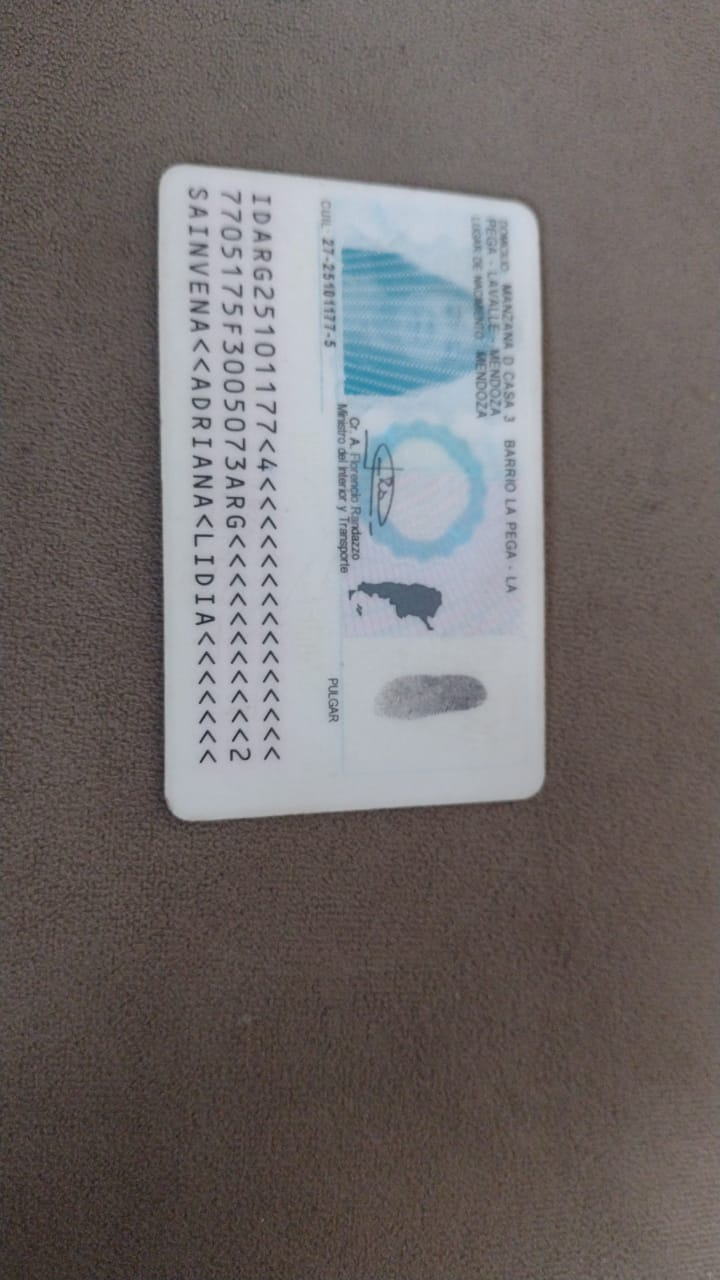 DOMICILIO: MANZANA D CASA 3 BARRIO LA PEGA - LA
PEGA - LAVALLE - MENDOZA
LUGAR DE NACIMIENTO: MENDOZA
Cr. A. Florencio Randazzo
Ministro del Interior y Transporte
CUIL: 27-25101177-5
PULGAR
IDARG25101177<4<<<<<<<<<<<<<<<
7705175F3005073ARG<<<<<<<<<<<2
SAINVENA<<ADRIANA<LIDIA<<<<<<<